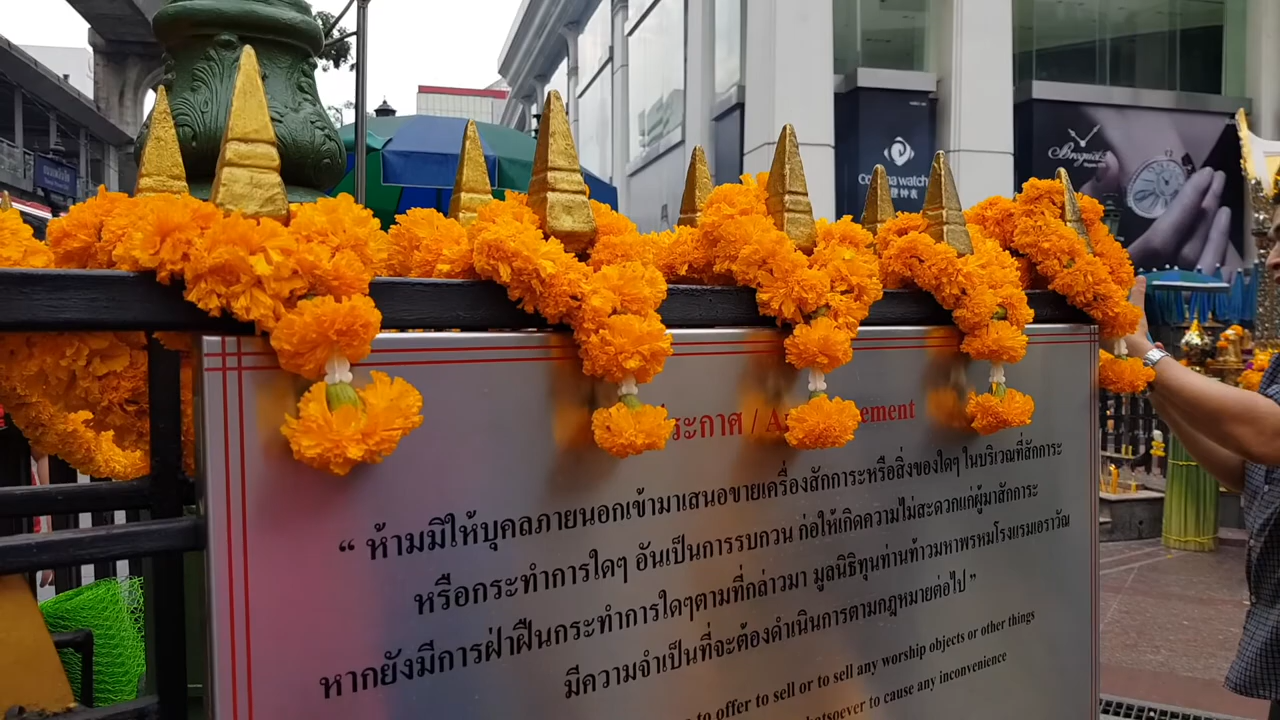 Breguet
ระกาศ / A ement
“ ห้ามมีให้บุคลภายนอกเข้ามาเสนอขายเครื่องสักการะหรือสิ่งของใดๆ ในบริเวณที่สักการะ
หรือกระทำการใดๆ อันเป็นการรบกวน ก่อให้เกิดความไม่สะดวกแก่ผู้มาสักการะ
หากยังมีการฝ่าฝืนกระทำการใดๆตามที่กล่าวมา มูลนิธิทุนท่านท้าวมหาพรหมโรงแรมเอราวัณ
มีความจำเป็นที่จะต้องดำเนินการตามกฎหมายต่อไป ”
to offer to sell or to sell any worship objects or other things
to cause any inconvenience